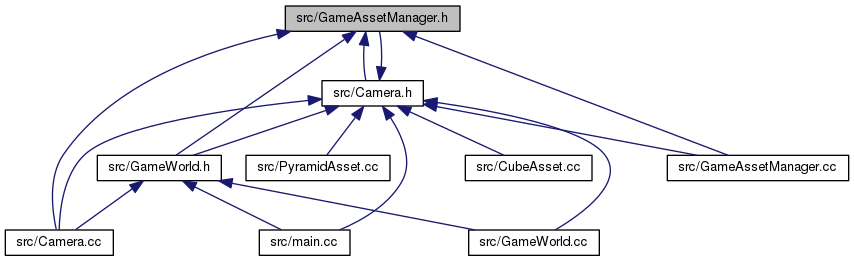 src/GameAssetManager.h
src/Camera.h
src/GameWorld.h
src/PyramidAsset.cc
src/CubeAsset.cc
src/GameAssetManager.cc
src/Camera.cc
src/main.cc
src/GameWorld.cc